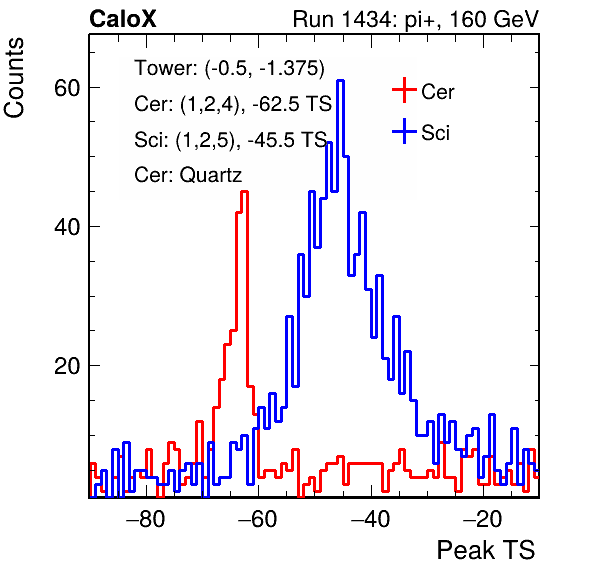 CaloX Run 1434: pi+, 160 GeV
Counts
Tower: (-0.5, -1.375)
Cer: (1,2,4), -62.5 TS
Sci: (1,2,5), -45.5 TS
Cer: Quartz
Cer
Sci
60
40
20
−80 −60 −40 −20
Peak TS